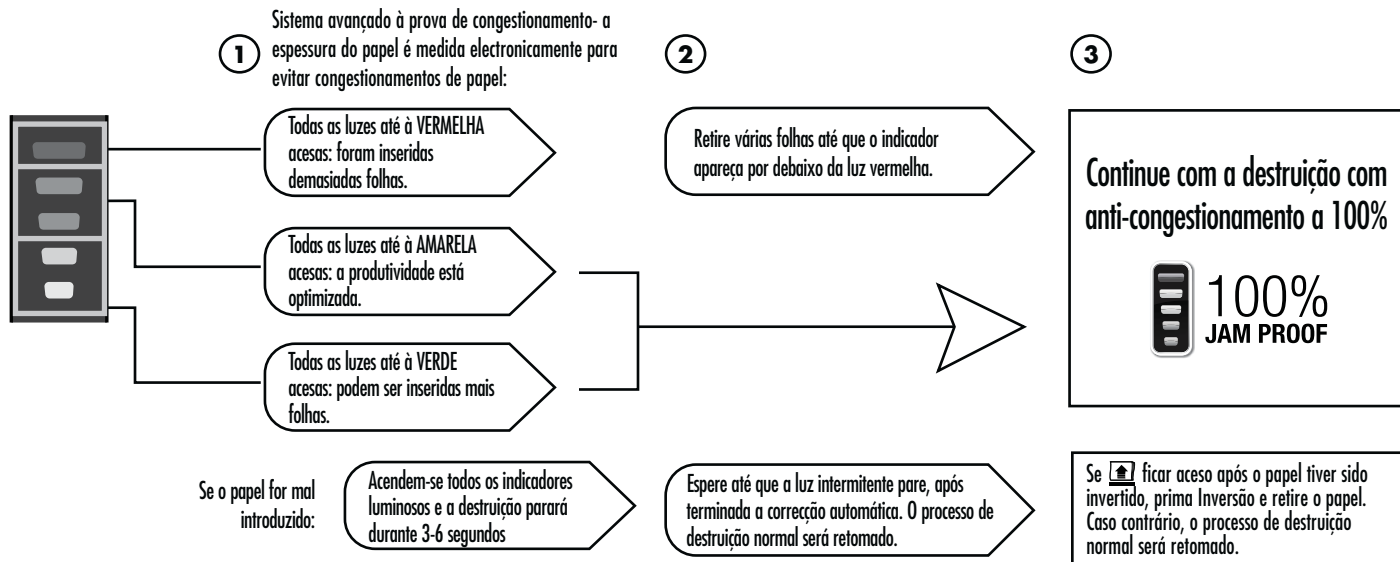 1
Sistema avançado à prova de congestionamento- a
espessura do papel é medida electronicamente para
evitar congestionamentos de papel:
Todas as luzes até à VERMELHA
acesas: foram inseridas
demasiadas folhas.
Todas as luzes até à AMARELA
acesas: a produtividade está
optimizada.
Todas as luzes até à VERDE
acesas: podem ser inseridas mais
folhas.
2
Retire várias folhas até que o indicador
apareça por debaixo da luz vermelha.
3
Continue com a destruição com
anti-congestionamento a 100%
100%
JAM PROOF
Se o papel for mal
introduzido:
Acendem-se todos os indicadores
luminosos e a destruição parará
durante 3-6 segundos
Espere até que a luz intermitente pare, após
terminada a correcção automática. O processo de
destruição normal será retomado.
Se ficar aceso após o papel tiver sido
invertido, prima Inversão e retire o papel.
Caso contrário, o processo de destruição
normal será retomado.